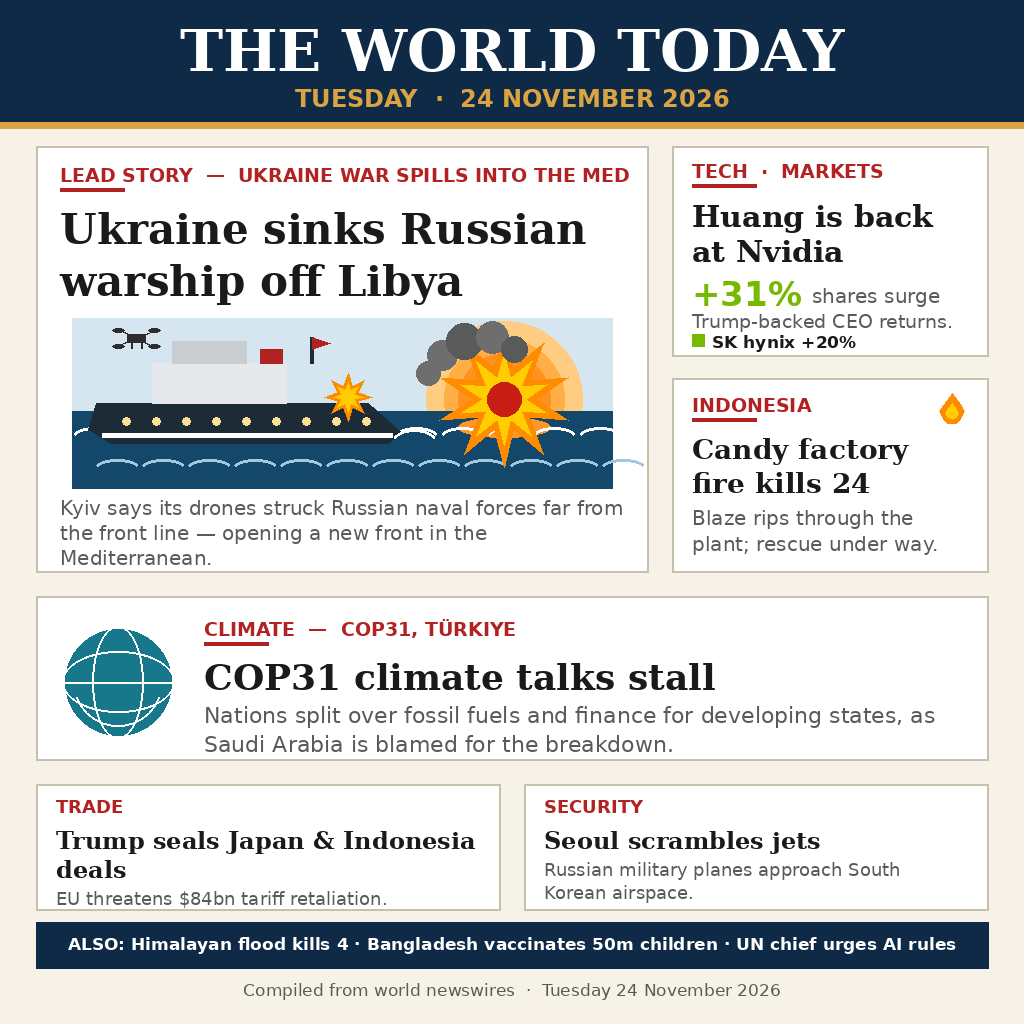 THE WORLD TODAY
TUESDAY · 24 NOVEMBER 2026
LEAD STORY — UKRAINE WAR SPILLS INTO THE MED
Ukraine sinks Russian
warship off Libya
Kyiv says its drones struck Russian naval forces far from
the front line — opening a new front in the
Mediterranean.
TECH · MARKETS
Huang is back
at Nvidia
+31% shares surge
Trump-backed CEO returns.
SK hynix +20%
INDONESIA
Candy factory
fire kills 24
Blaze rips through the
plant; rescue under way.
CLIMATE — COP31, TÜRKIYE
COP31 climate talks stall
Nations split over fossil fuels and finance for developing states, as
Saudi Arabia is blamed for the breakdown.
TRADE
Trump seals Japan & Indonesia
deals
EU threatens $84bn tariff retaliation.
SECURITY
Seoul scrambles jets
Russian military planes approach South
Korean airspace.
ALSO: Himalayan flood kills 4 · Bangladesh vaccinates 50m children · UN chief urges AI rules
Compiled from world newswires · Tuesday 24 November 2026